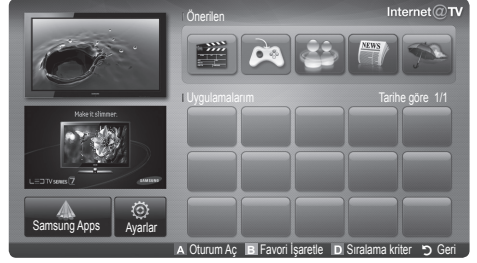 Internet@TV
Önerilen
NEWS
Uygulamalarım
Tarihe göre 1/1
Make it slimmer.
LED TV SERIES 7
SAMSUNG
Samsung Apps
Ayarlar
A Oturum Aç B Favori İşaretle D Sıralama kriter Geri